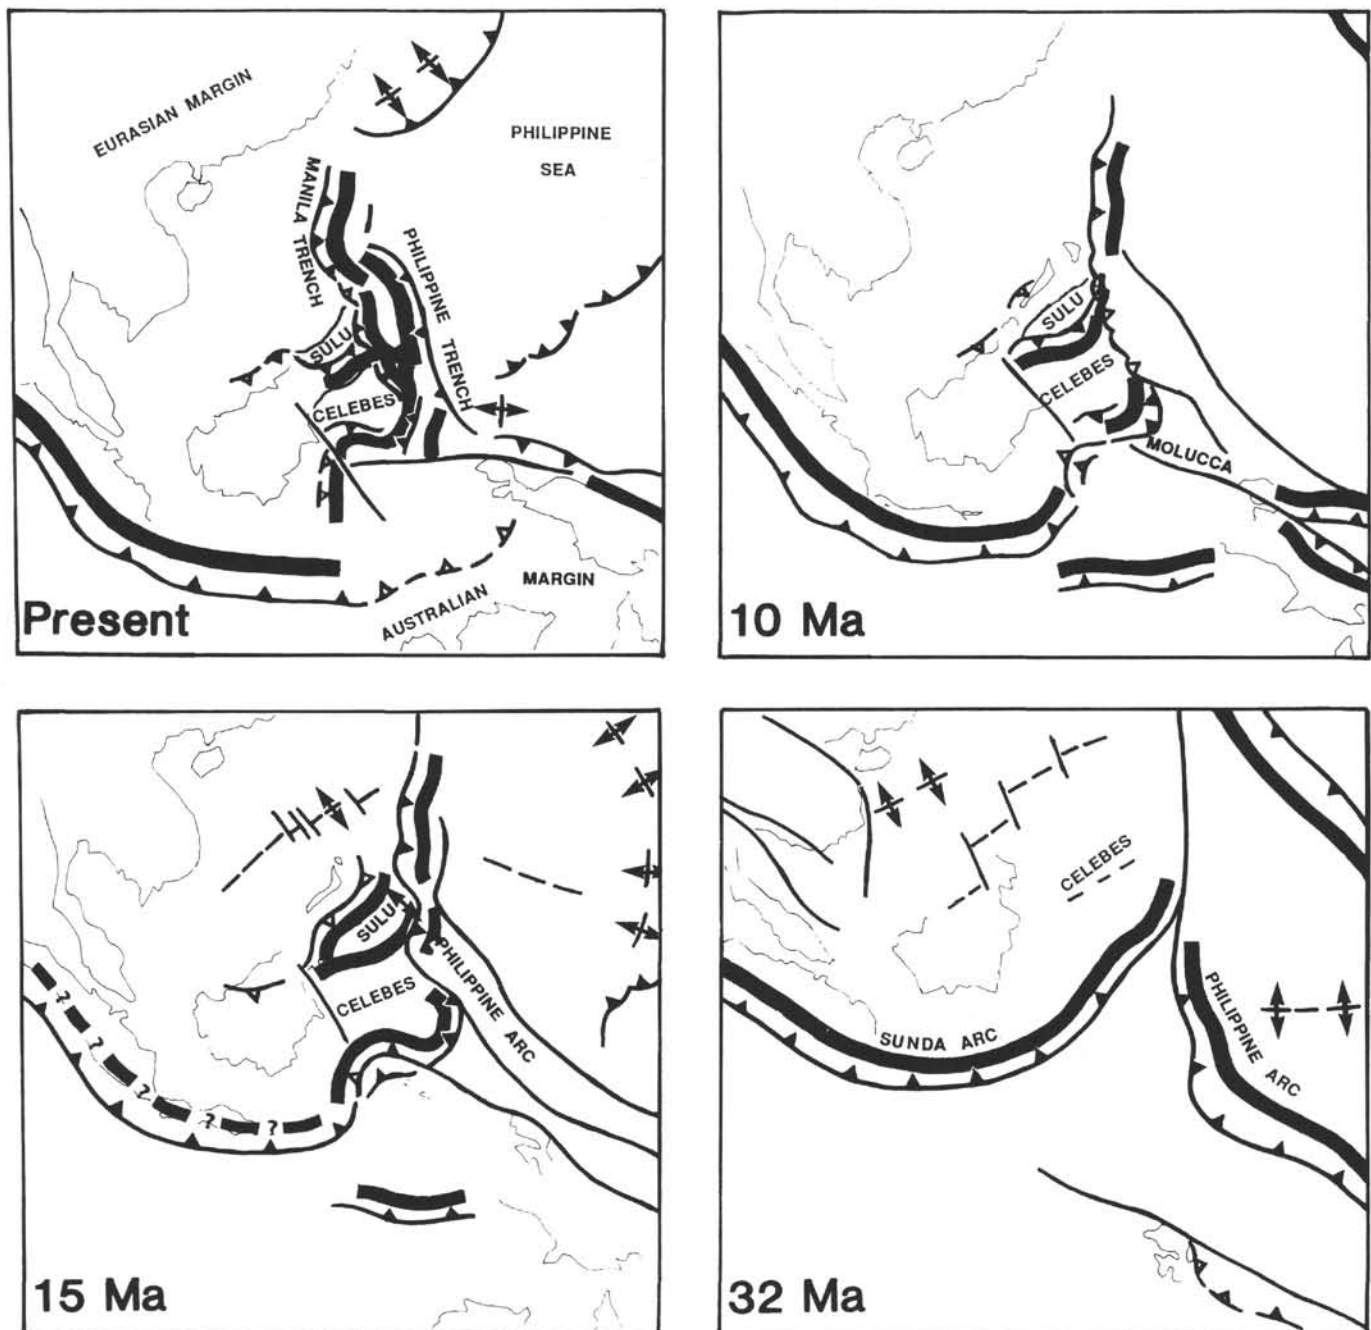 EURASIAN MARGIN
PHILIPPINE
SEA
MANILA TRENCH
PHILIPPINE TRENCH
SULU
CELEBES
MARGIN
AUSTRALIAN
Present
SULU
CELEBES
MOLUCCA
10 Ma
SULU
CELEBES
PHILIPPINE ARC
? ? ? ? ?
15 Ma
CELEBES
SUNDA ARC
PHILIPPINE ARC
32 Ma